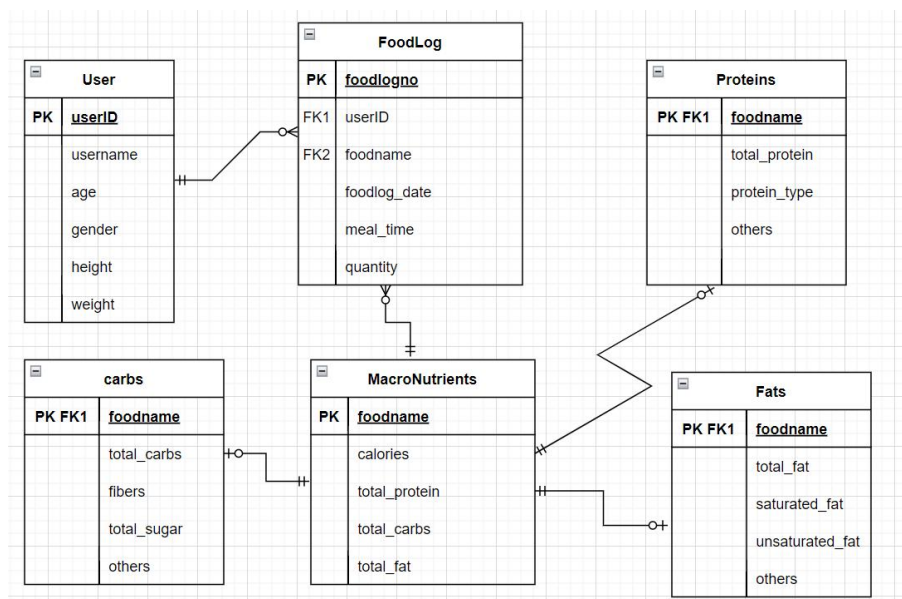 FoodLog
PK foodlogno
FK1 userID
FK2 foodname
foodlog_date
meal_time
quantity
User
PK userID
username
age
gender
height
weight
Proteins
PK FK1 foodname
total_protein
protein_type
others
carbs
PK FK1 foodname
total_carbs
fibers
total_sugar
others
MacroNutrients
PK foodname
calories
total_protein
total_carbs
total_fat
Fats
PK FK1 foodname
total_fat
saturated_fat
unsaturated_fat
others